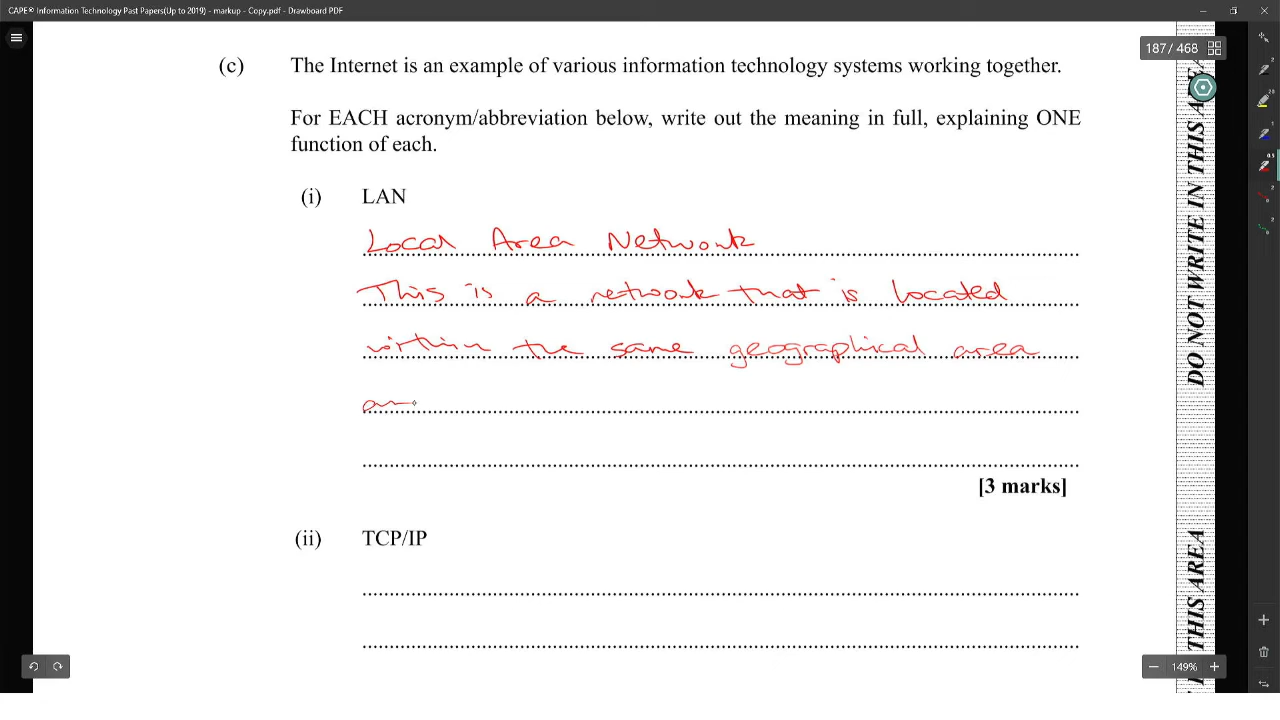 CAPE® Information Technology Past Papers(Up to 2019) - markup - Copy.pdf - Drawboard PDF
187 / 468
(c) The Internet is an example of various information technology systems working together.
For EACH acronym/abbreviation below, write out the meaning in full, explaining ONE
function of each.
(i) LAN
Local Area Network
This is a network that is located
within the same geographical area
[3 marks]
(ii) TCP/IP
DO NOT WRITE IN THIS
THIS AREA
149%